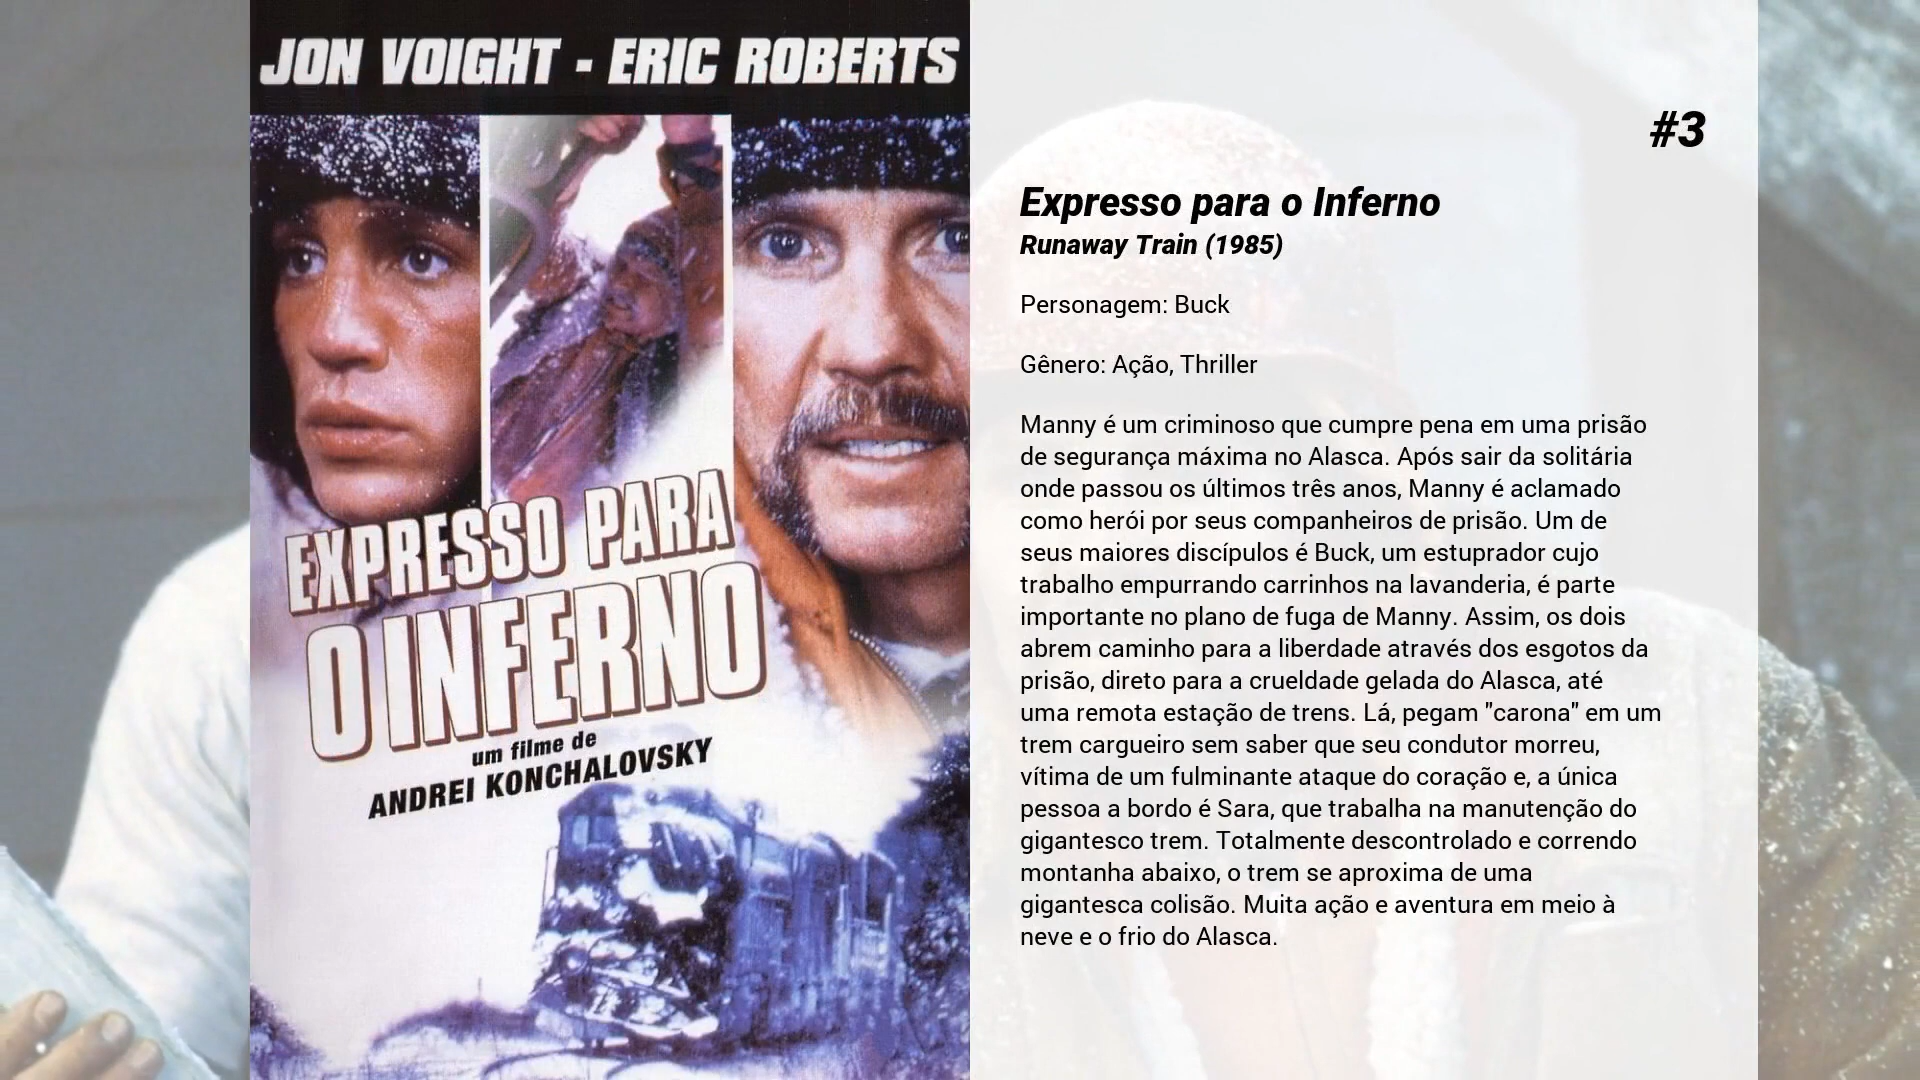 JON VOIGHT - ERIC ROBERTS
EXPRESSO PARA
O INFERNO
um filme de
ANDREI KONCHALOVSKY
#3
Expresso para o Inferno
Runaway Train (1985)
Personagem: Buck
Gênero: Ação, Thriller
Manny é um criminoso que cumpre pena em uma prisão
de segurança máxima no Alasca. Após sair da solitária
onde passou os últimos três anos, Manny é aclamado
como herói por seus companheiros de prisão. Um de
seus maiores discípulos é Buck, um estuprador cujo
trabalho empurrando carrinhos na lavanderia, é parte
importante no plano de fuga de Manny. Assim, os dois
abrem caminho para a liberdade através dos esgotos da
prisão, direto para a crueldade gelada do Alasca, até
uma remota estação de trens. Lá, pegam "carona" em um
trem cargueiro sem saber que seu condutor morreu,
vítima de um fulminante ataque do coração e, a única
pessoa a bordo é Sara, que trabalha na manutenção do
gigantesco trem. Totalmente descontrolado e correndo
montanha abaixo, o trem se aproxima de uma
gigantesca colisão. Muita ação e aventura em meio à
neve e o frio do Alasca.